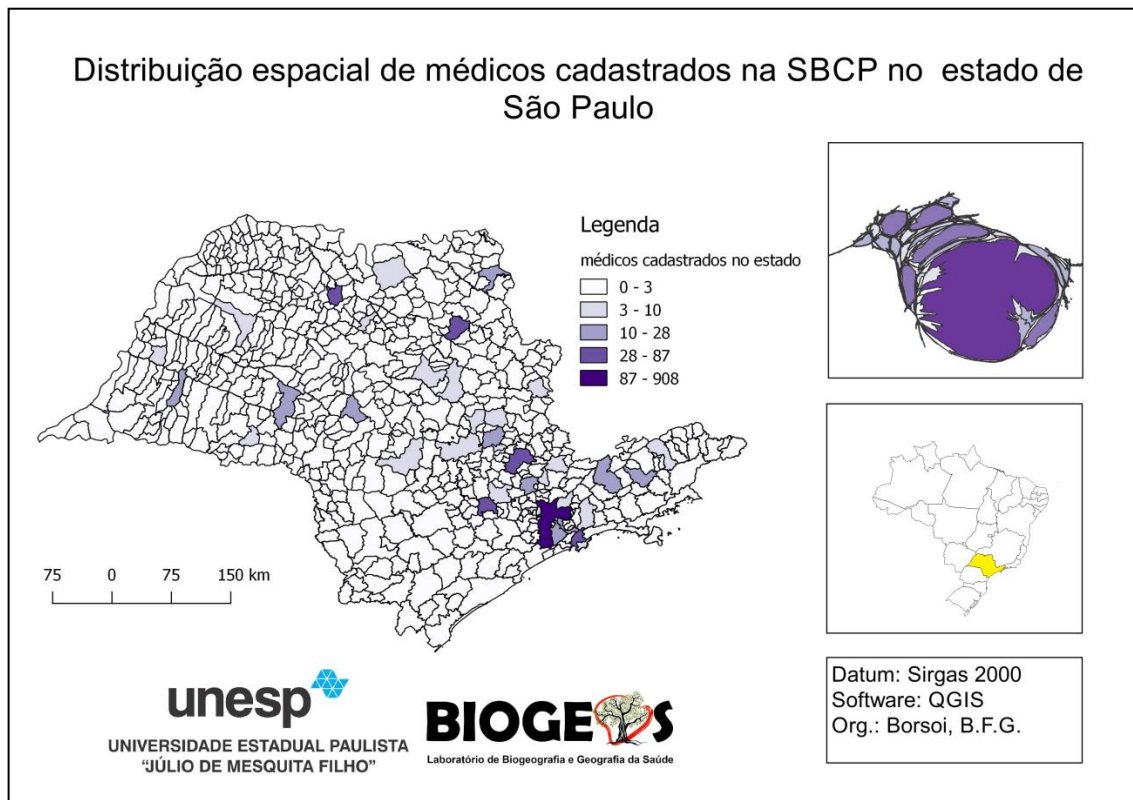 Distribuição espacial de médicos cadastrados na SBCP no estado de
São Paulo
Legenda
médicos cadastrados no estado
0 - 3
3 - 10
10 - 28
28 - 87
87 - 908
75 0 75 150 km
Datum: Sirgas 2000
Software: QGIS
Org.: Borsoi, B.F.G.
unesp
UNIVERSIDADE ESTADUAL PAULISTA
“JÚLIO DE MESQUITA FILHO”
BIOGEOS
Laboratório de Biogeografia e Geografia da Saúde